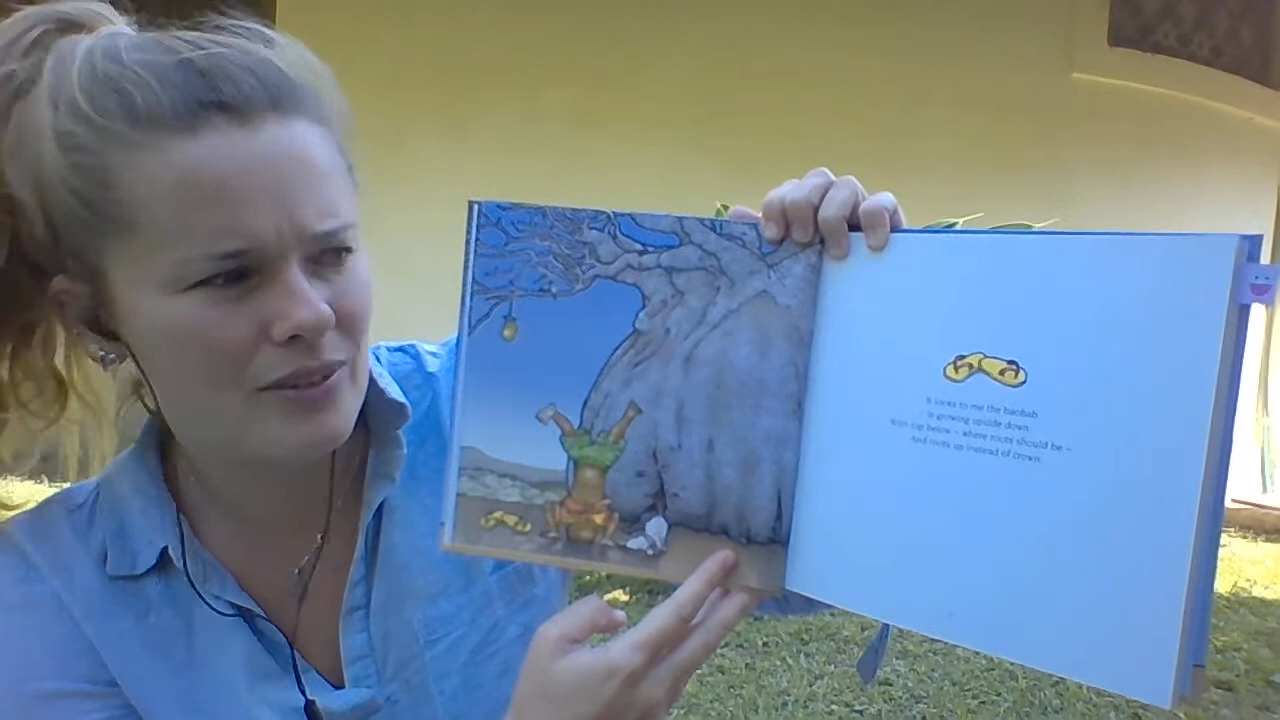 It looks to me the baobab
is growing upside down.
With top below – where roots should be –
And roots up instead of crown.